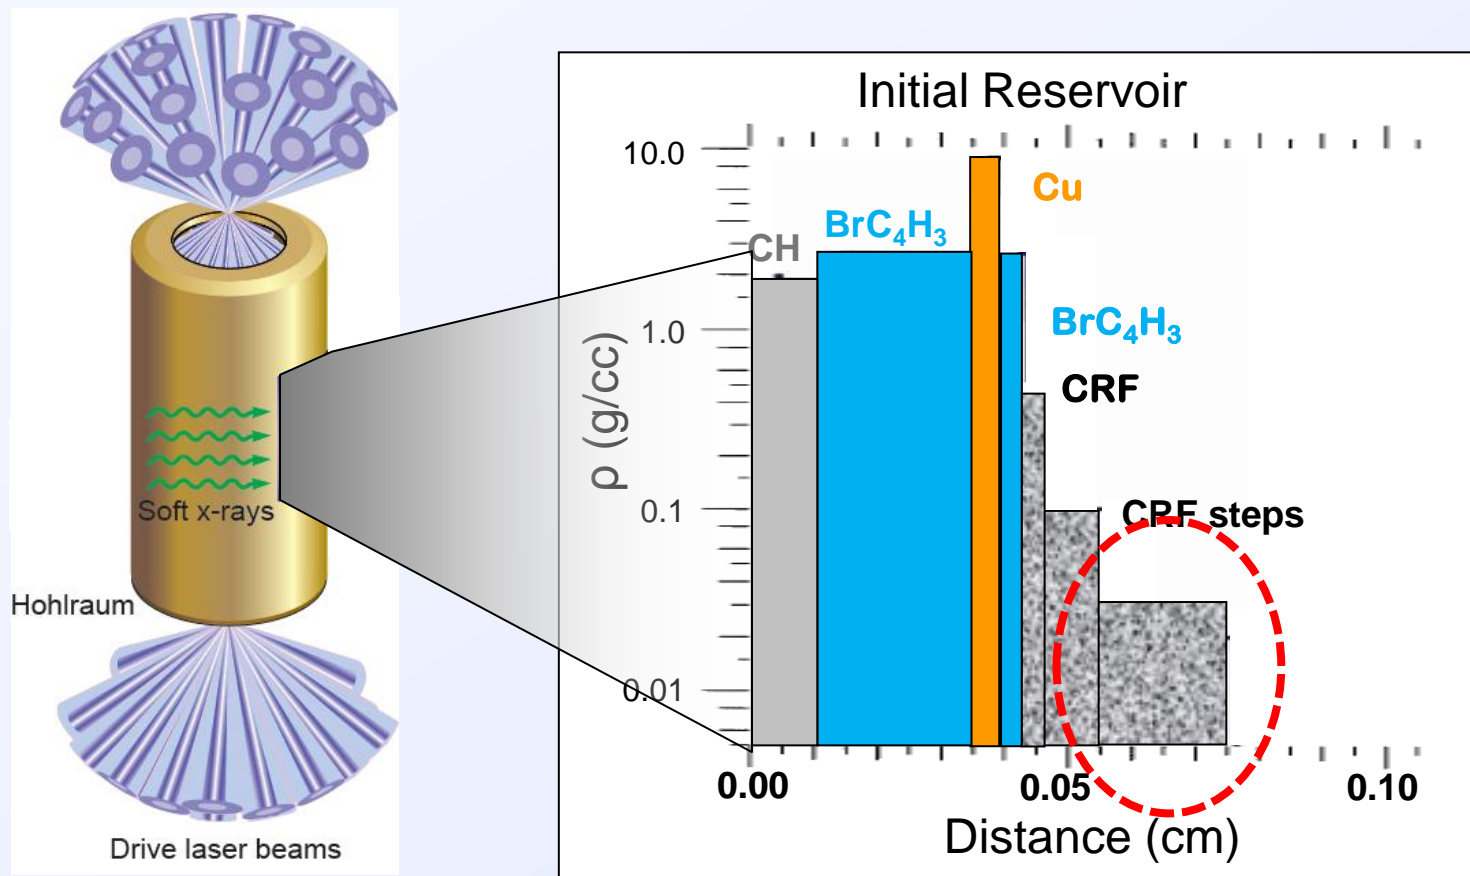 Soft x-rays
Hohlraum
Drive laser beams
Initial Reservoir
10.0
1.0
0.1
0.01
ρ (g/cc)
CH
BrC₄H₃
Cu
BrC₄H₃
CRF
CRF steps
0.00
0.05
0.10
Distance (cm)